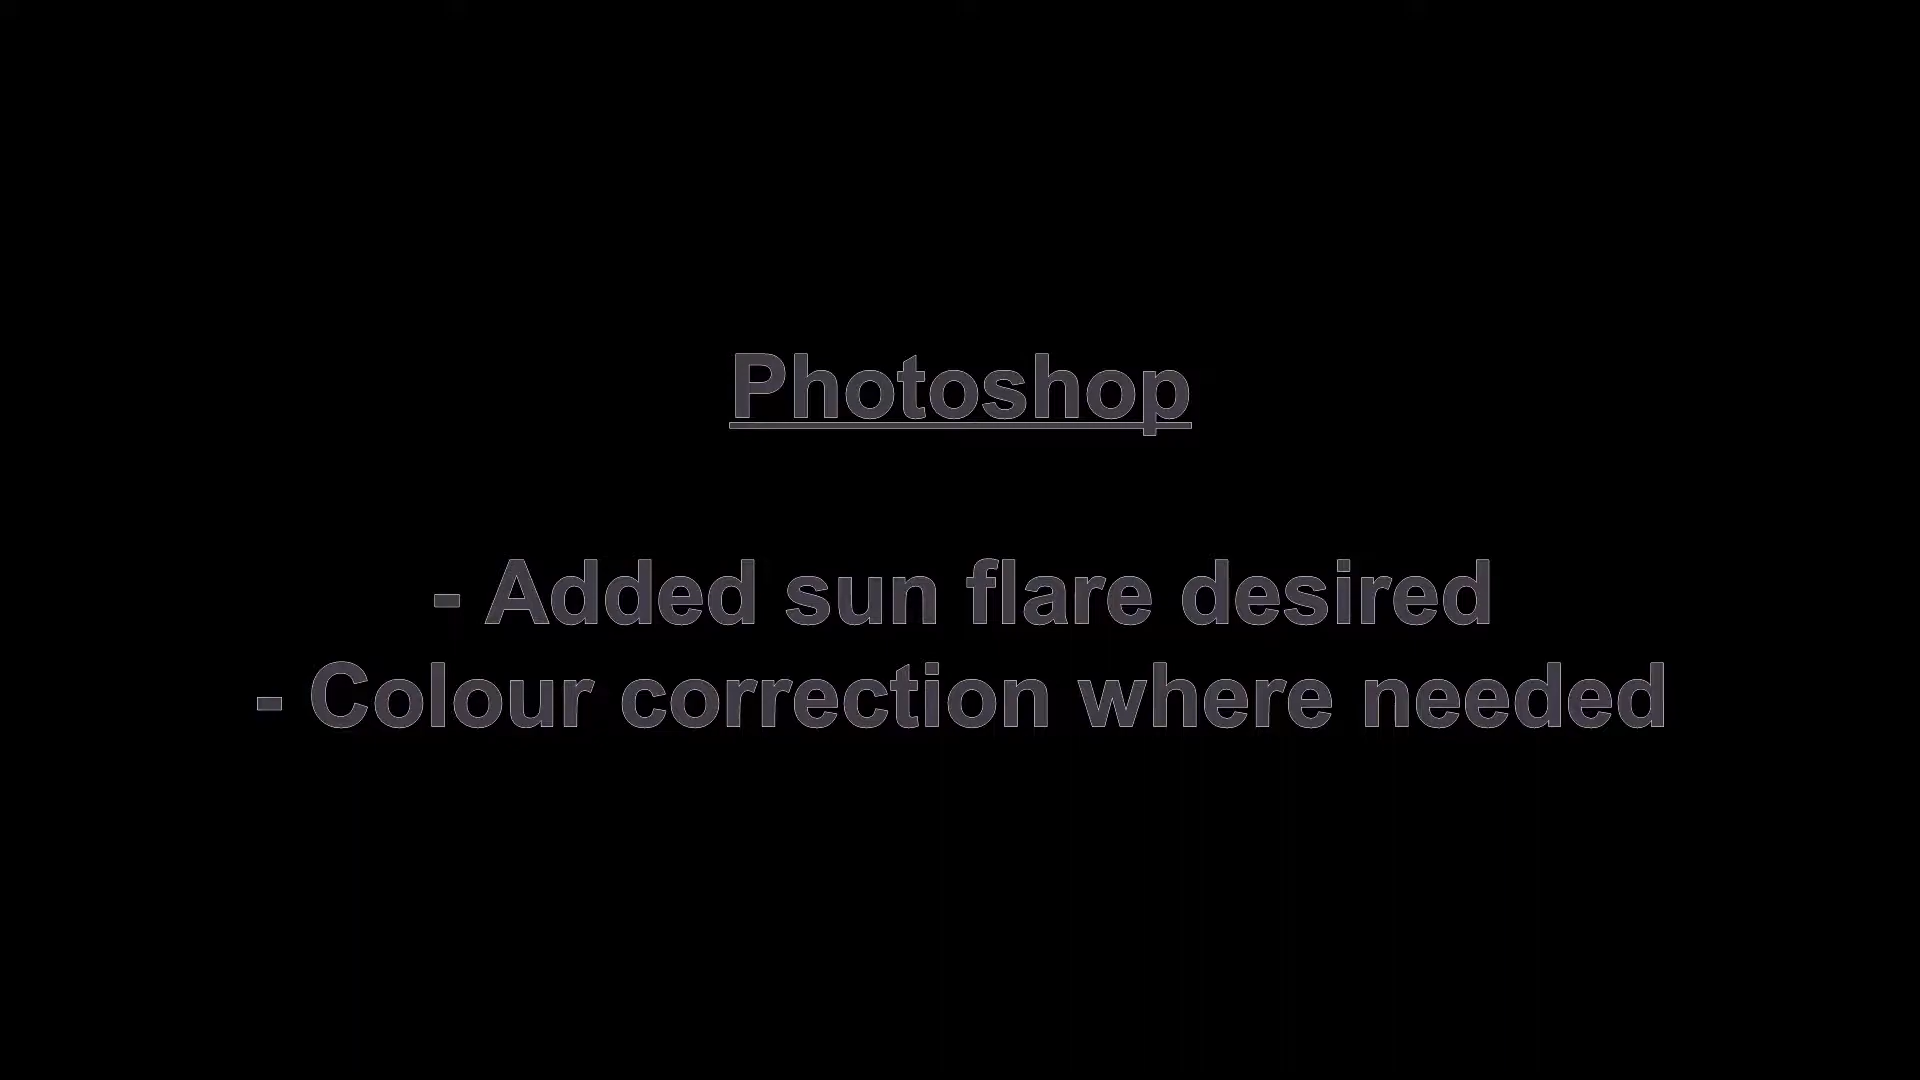 Photoshop
- Added sun flare desired
- Colour correction where needed